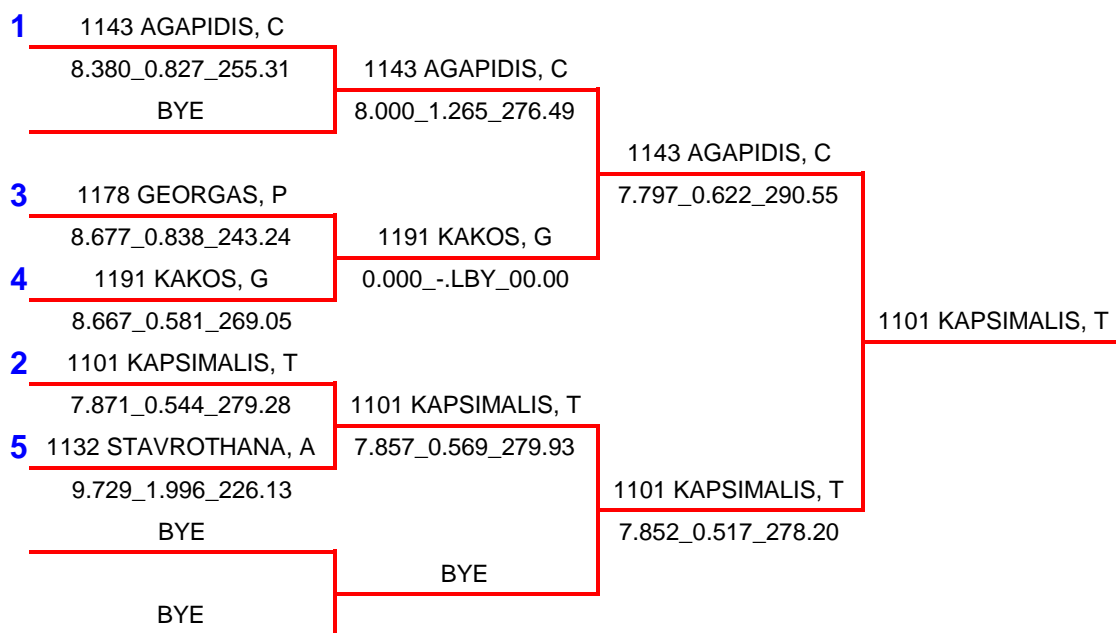 1 1143 AGAPIDIS, C
8.380_0.827_255.31
1143 AGAPIDIS, C
BYE
8.000_1.265_276.49
1143 AGAPIDIS, C
3 1178 GEORGAS, P
7.797_0.622_290.55
8.677_0.838_243.24
1191 KAKOS, G
4 1191 KAKOS, G
0.000_-.LBY_00.00
8.667_0.581_269.05
1101 KAPSIMALIS, T
2 1101 KAPSIMALIS, T
7.871_0.544_279.28
1101 KAPSIMALIS, T
5 1132 STAVROTHANA, A
7.857_0.569_279.93
9.729_1.996_226.13
1101 KAPSIMALIS, T
BYE
7.852_0.517_278.20
BYE
BYE